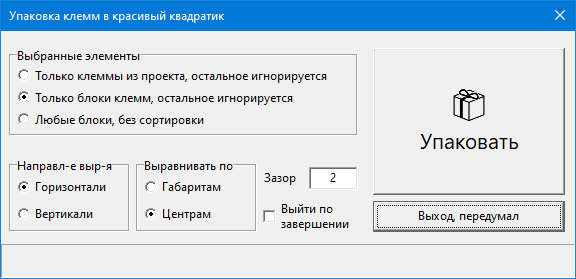 Упаковка клемм в красивый квадратик
Выбранные элементы
Только клеммы из проекта, остальное игнорируется
Только блоки клемм, остальное игнорируется
Любые блоки, без сортировки
Упаковать
Направл-е выр-я
Горизонтали
Вертикали
Выравнивать по
Габаритам
Центрам
Зазор 2
Выйти по
завершении
Выход, передумал